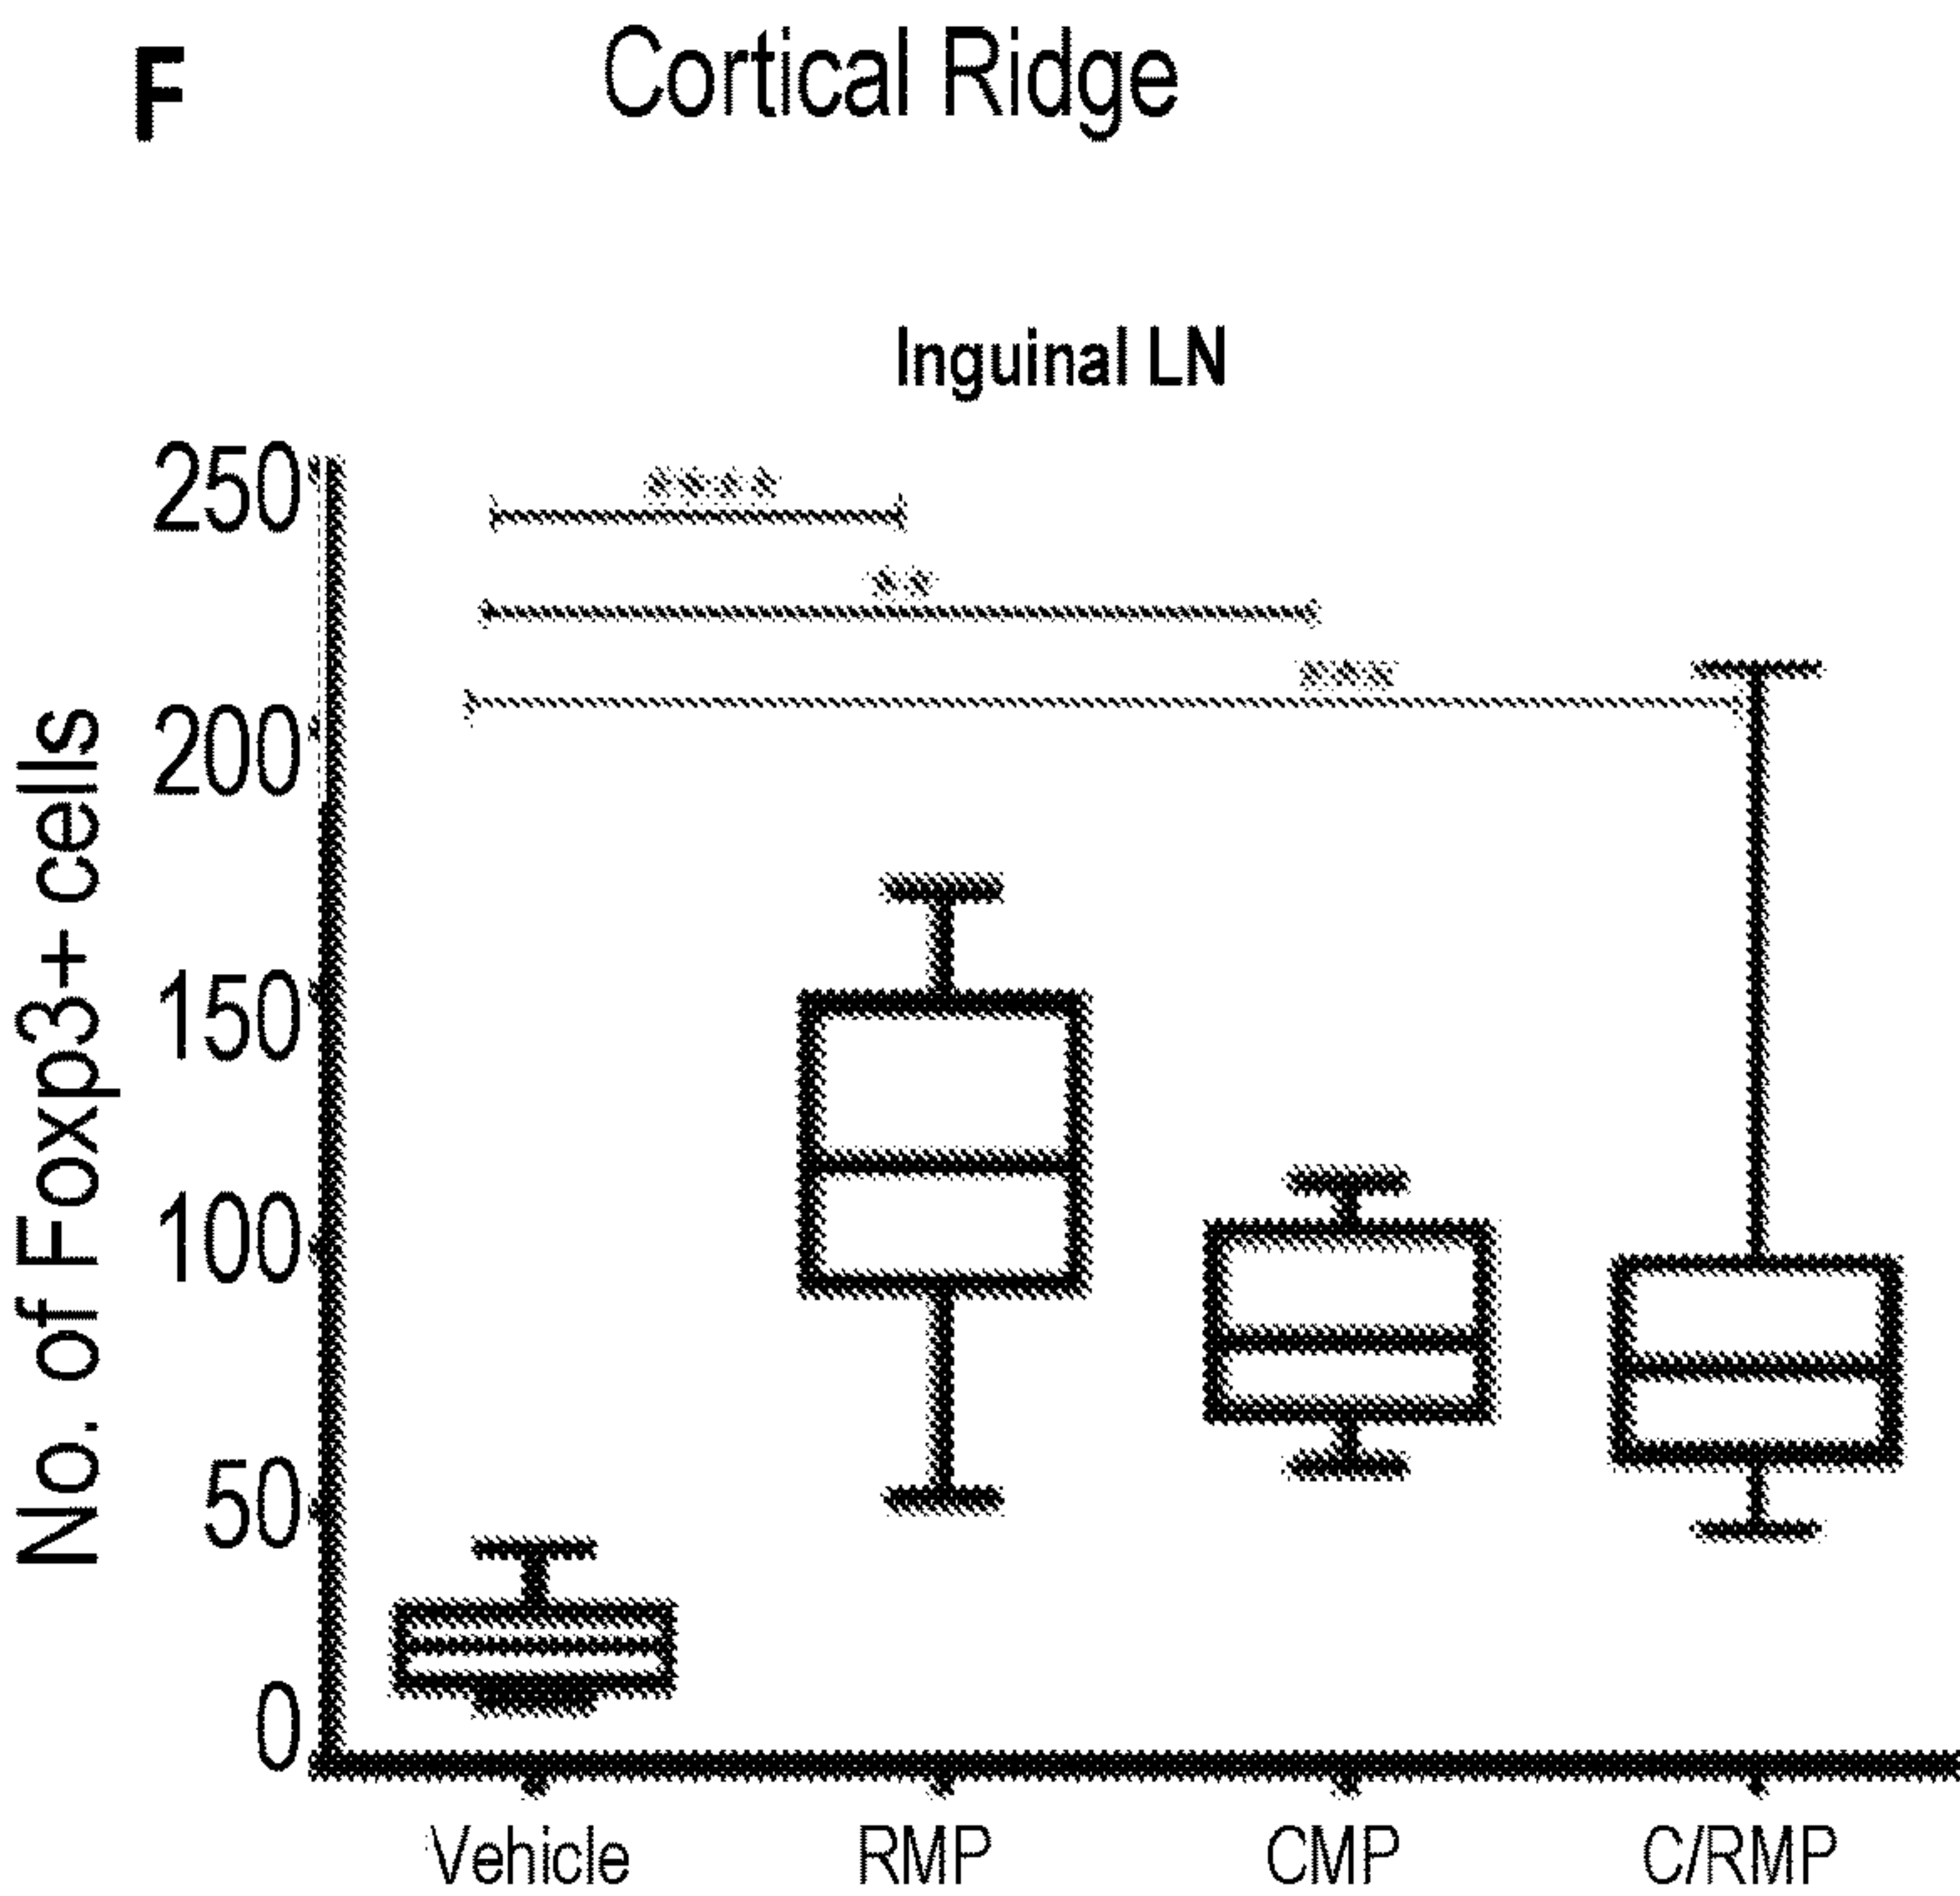 F
Cortical Ridge
Inguinal LN
No. of Foxp3+ cells
250
200
150
100
50
0
****
**
***
Vehicle RMP CMP C/RMP